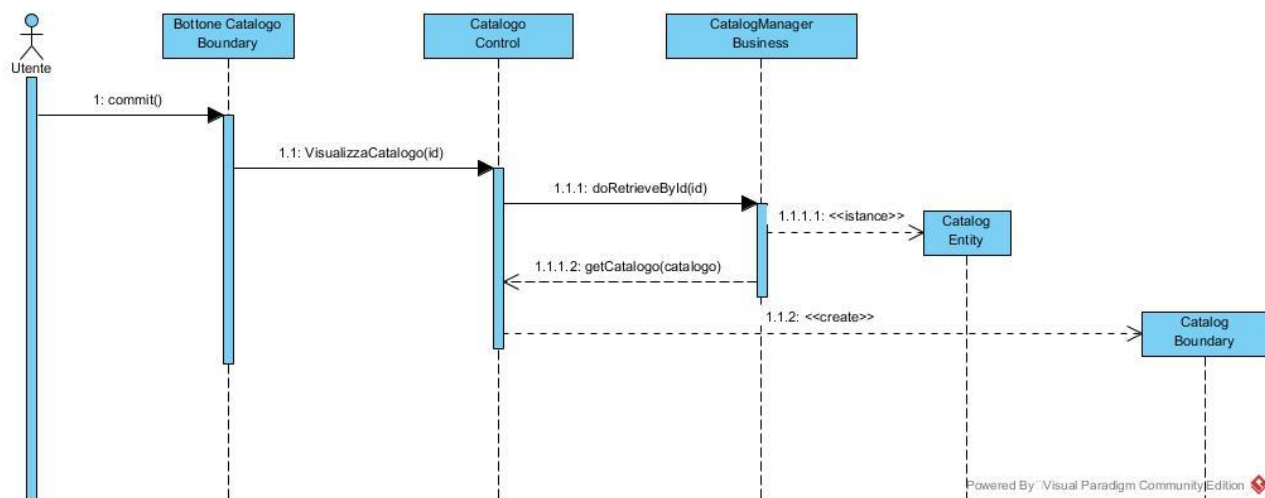 Utente
Bottone Catalogo
Boundary
Catalogo
Control
CatalogManager
Business
1: commit()
1.1: VisualizzaCatalogo(id)
1.1.1: doRetrieveById(id)
1.1.1.1: <<istance>>
Catalog
Entity
1.1.1.2: getCatalogo(catalogo)
1.1.2: <<create>>
Catalog
Boundary
Powered By Visual Paradigm Community Edition